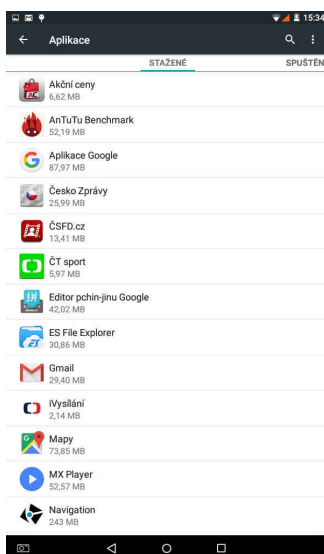 15:34
Aplikace
STAŽENÉ
SPUŠTĚN
Akční ceny
6,62 MB
AnTuTu Benchmark
52,19 MB
Aplikace Google
87,97 MB
Česko Zprávy
25,99 MB
ČSFD.cz
13,41 MB
ČT sport
5,97 MB
Editor pchin-jinu Google
42,02 MB
ES File Explorer
30,86 MB
Gmail
29,40 MB
iVysílání
2,14 MB
Mapy
73,85 MB
MX Player
52,57 MB
Navigation
243 MB